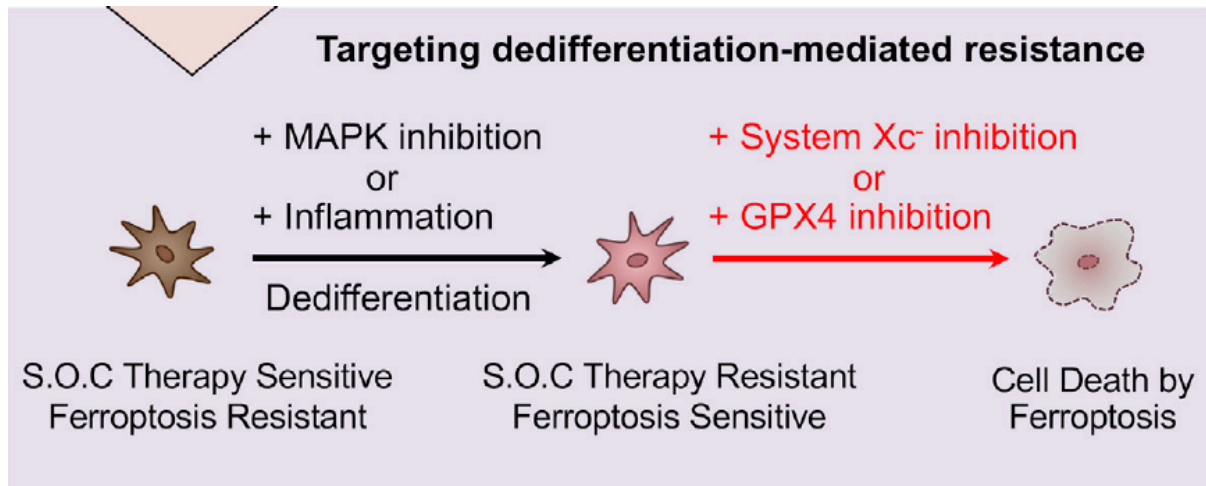 Targeting dedifferentiation-mediated resistance
+ MAPK inhibition
or
+ Inflammation
Dedifferentiation
+ System Xc⁻ inhibition
or
+ GPX4 inhibition
S.O.C Therapy Sensitive
Ferroptosis Resistant
S.O.C Therapy Resistant
Ferroptosis Sensitive
Cell Death by
Ferroptosis